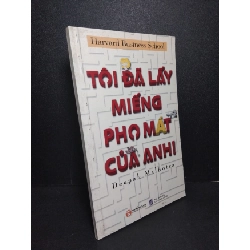 Harvard Business School
TÔI ĐÃ LẤY
MIẾNG
PHO MÁT
CỦA ANH!
Deepak Malhotra